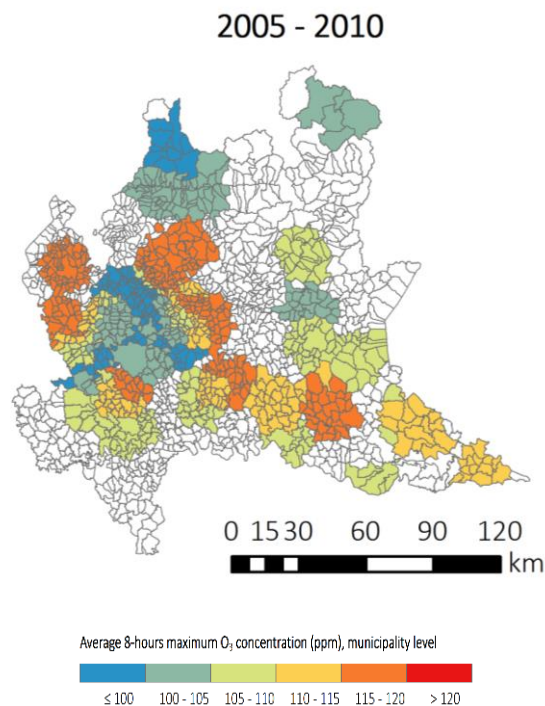 2005 - 2010
0 15 30 60 90 120
km
Average 8-hours maximum O₃ concentration (ppm), municipality level
≤ 100 100 - 105 105 - 110 110 - 115 115 - 120 > 120